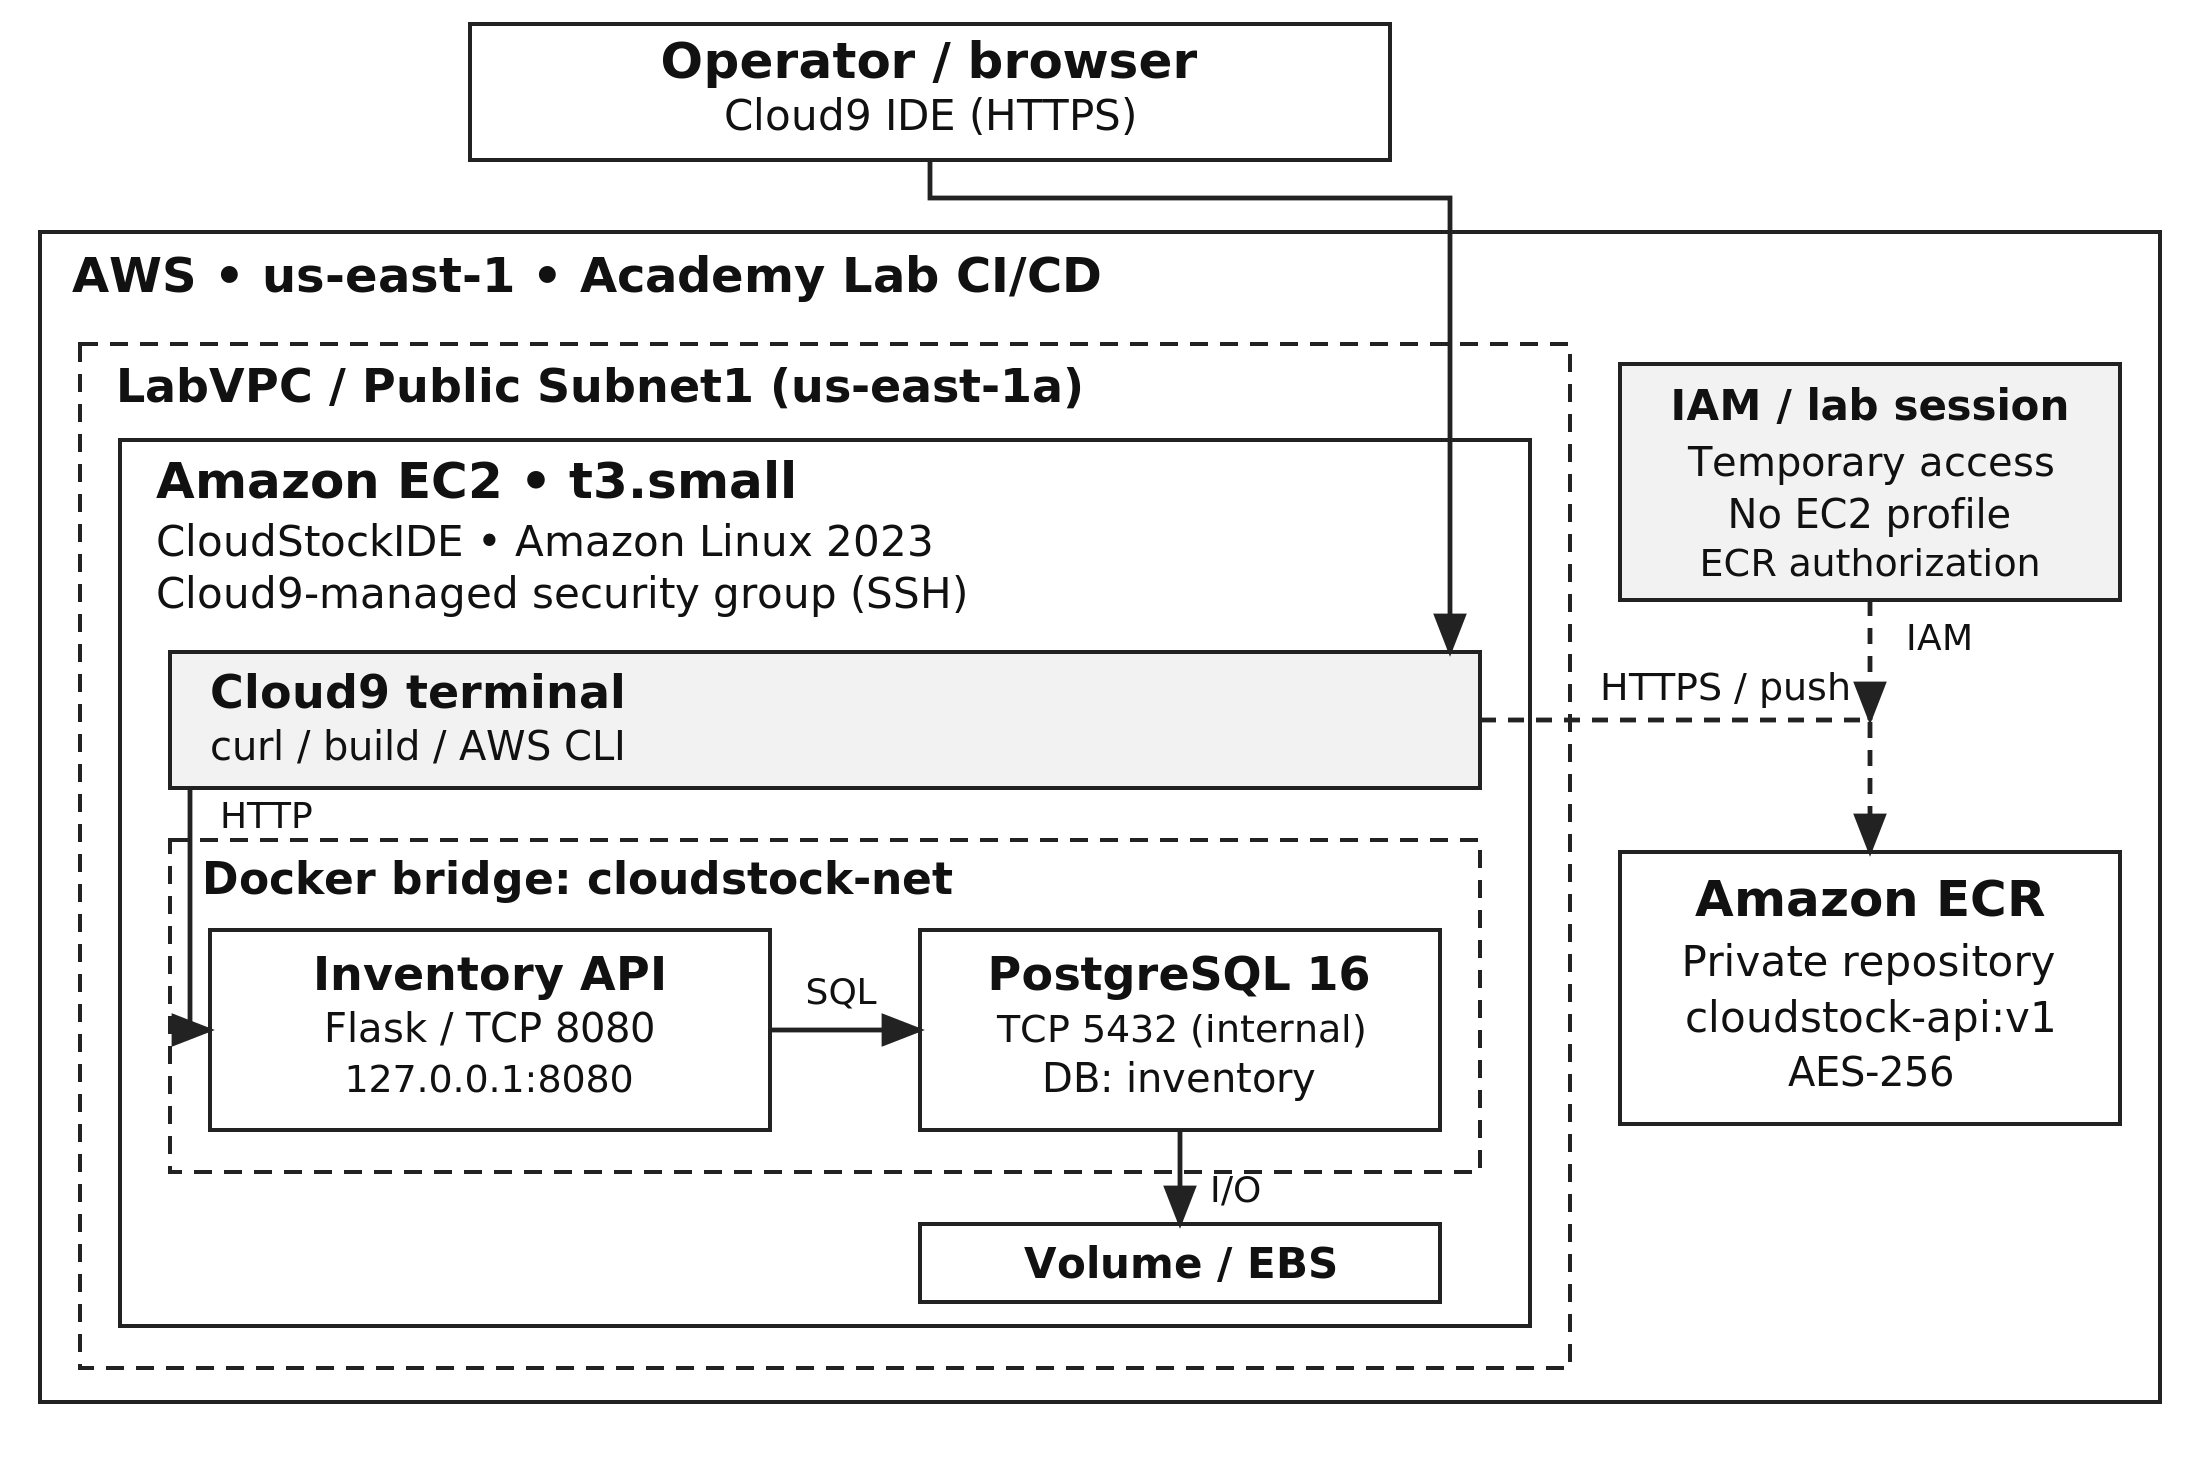 Operator / browser
Cloud9 IDE (HTTPS)
AWS • us-east-1 • Academy Lab CI/CD
LabVPC / Public Subnet1 (us-east-1a)
Amazon EC2 • t3.small
CloudStockIDE • Amazon Linux 2023
Cloud9-managed security group (SSH)
IAM / lab session
Temporary access
No EC2 profile
ECR authorization
IAM
HTTPS / push
Cloud9 terminal
curl / build / AWS CLI
HTTP
Docker bridge: cloudstock-net
Inventory API
Flask / TCP 8080
127.0.0.1:8080
SQL
PostgreSQL 16
TCP 5432 (internal)
DB: inventory
I/O
Volume / EBS
Amazon ECR
Private repository
cloudstock-api:v1
AES-256